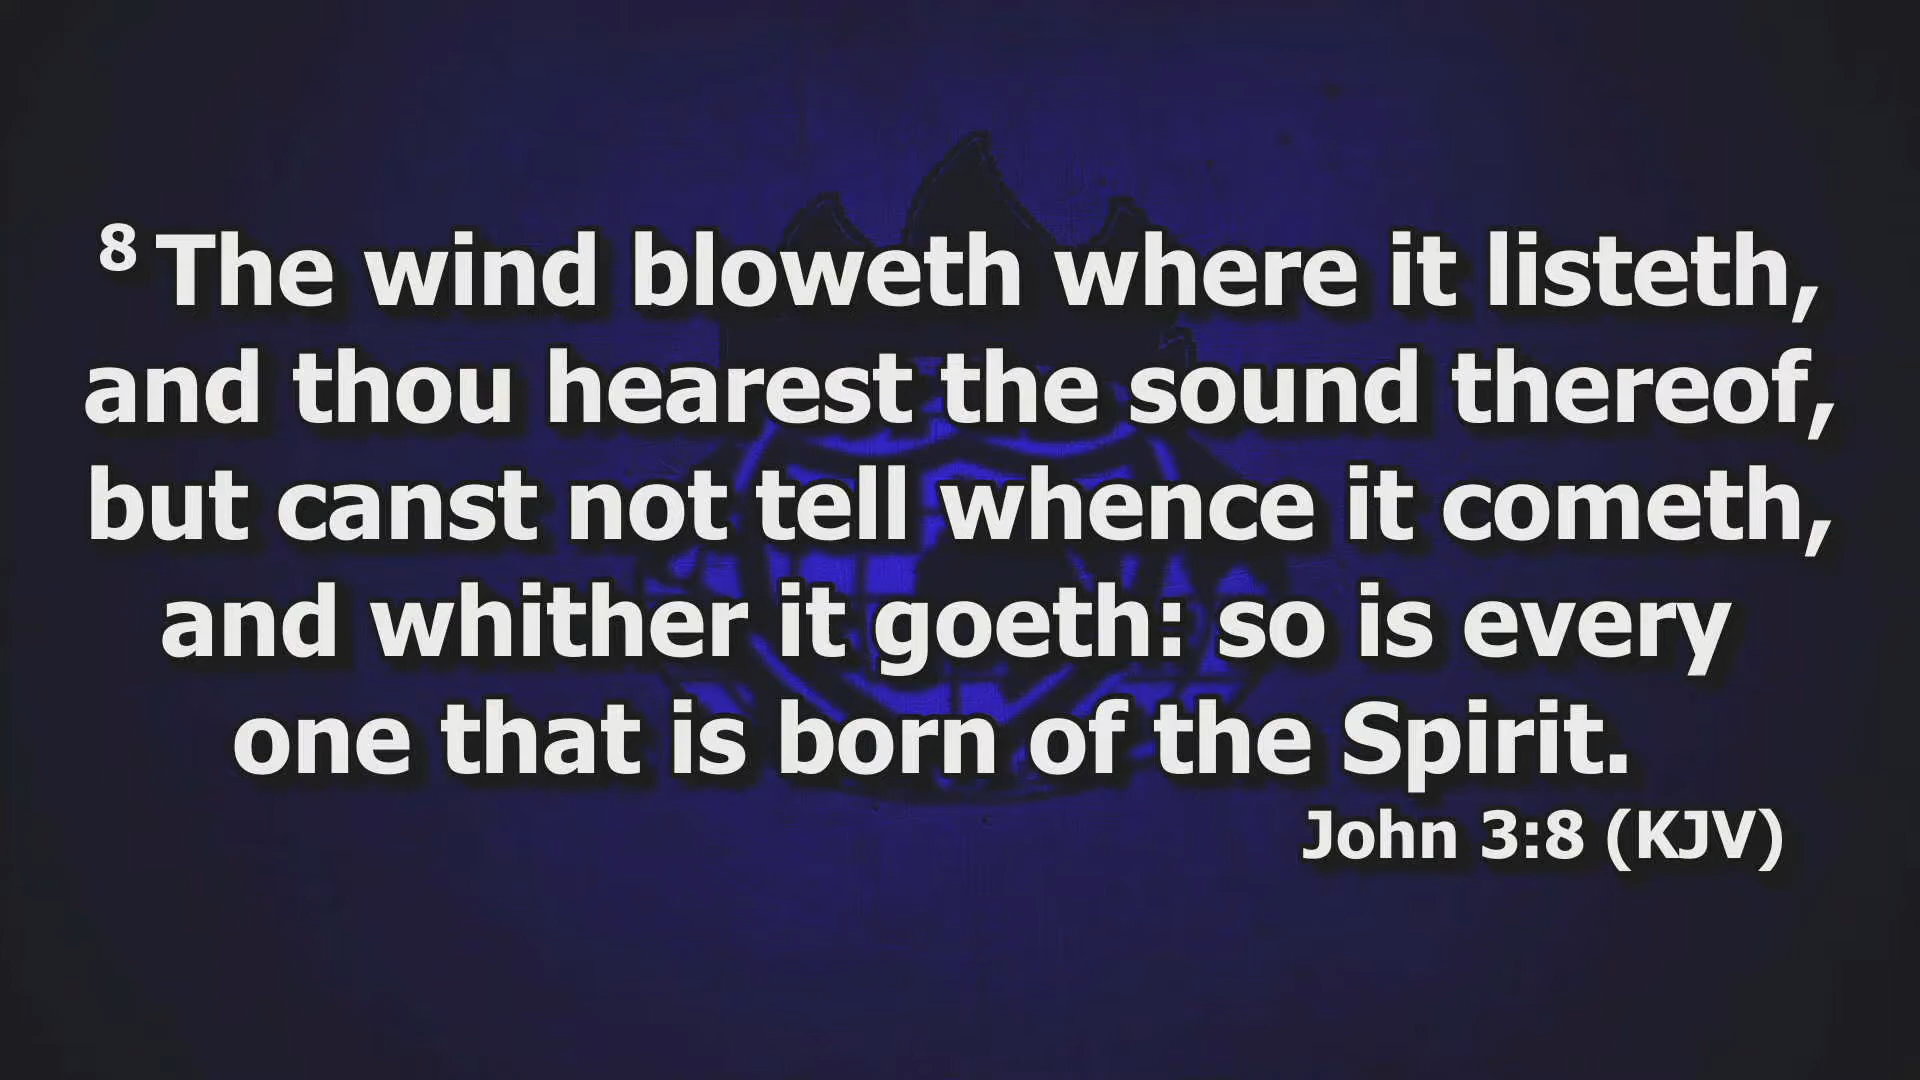 8 The wind bloweth where it listeth,
and thou hearest the sound thereof,
but canst not tell whence it cometh,
and whither it goeth: so is every
one that is born of the Spirit.
John 3:8 (KJV)